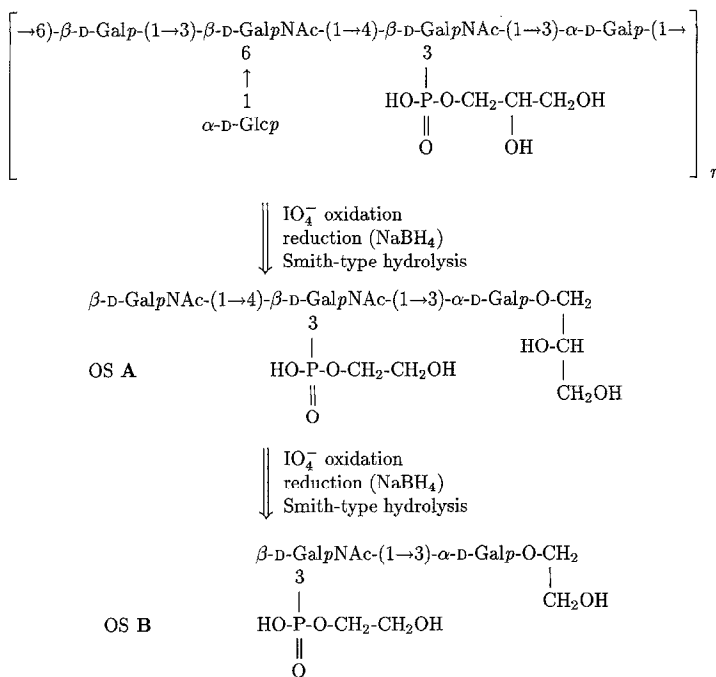 →6)-β-D-Galp-(1→3)-β-D-GalpNAc-(1→4)-β-D-GalpNAc-(1→3)-α-D-Galp-(1→
6 3
↑ |
1 HO-P-O-CH₂-CH-CH₂OH
α-D-Glcp || |
O OH
n
IO₄⁻ oxidation
reduction (NaBH₄)
Smith-type hydrolysis
β-D-GalpNAc-(1→4)-β-D-GalpNAc-(1→3)-α-D-Galp-O-CH₂
3 |
| HO-CH
OS A HO-P-O-CH₂-CH₂OH |
|| CH₂OH
O
IO₄⁻ oxidation
reduction (NaBH₄)
Smith-type hydrolysis
β-D-GalpNAc-(1→3)-α-D-Galp-O-CH₂
3 |
| CH₂OH
OS B HO-P-O-CH₂-CH₂OH
||
O